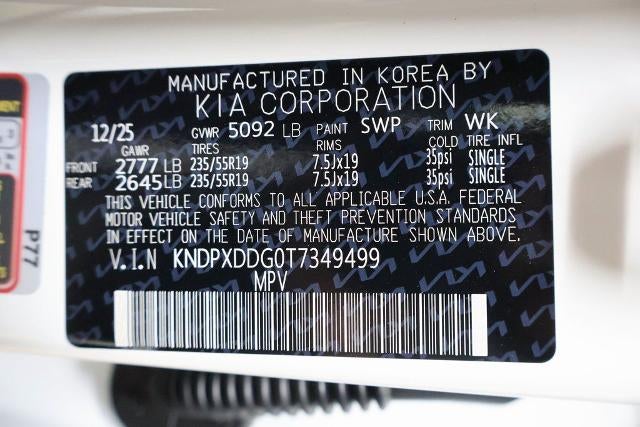 MANUFACTURED IN KOREA BY
KIA CORPORATION
12/25 GVWR 5092 LB PAINT SWP TRIM WK
GAWR TIRES RIMS COLD TIRE INFL
FRONT 2777 LB 235/55R19 7.5Jx19 35psi SINGLE
REAR 2645 LB 235/55R19 7.5Jx19 35psi SINGLE
THIS VEHICLE CONFORMS TO ALL APPLICABLE U.S.A. FEDERAL
MOTOR VEHICLE SAFETY AND THEFT PREVENTION STANDARDS
IN EFFECT ON THE DATE OF MANUFACTURE SHOWN ABOVE.
V.I.N KNDPXDDG0T7349499
MPV
P77